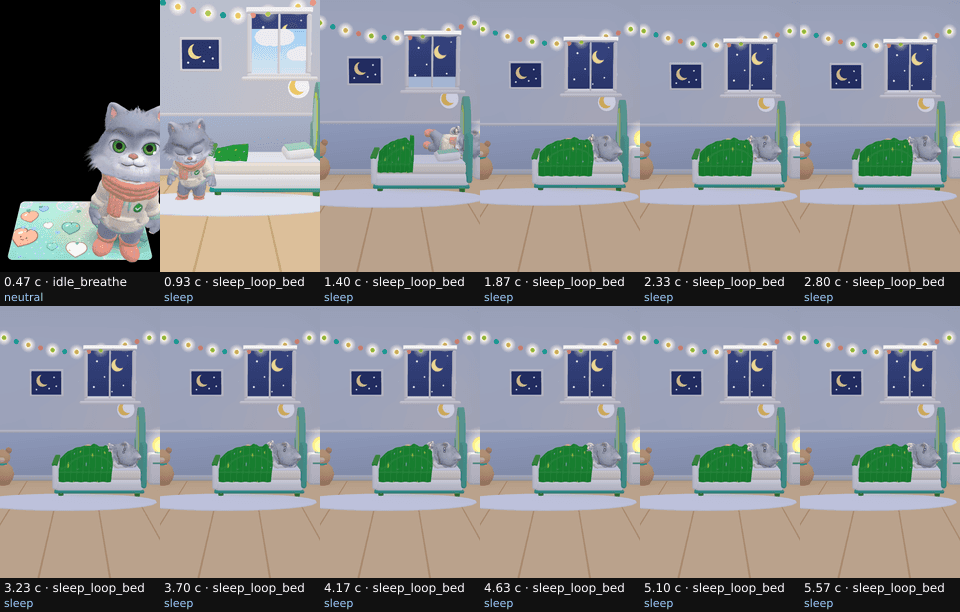 0.47 с · idle_breathe
neutral
0.93 с · sleep_loop_bed
sleep
1.40 с · sleep_loop_bed
sleep
1.87 с · sleep_loop_bed
sleep
2.33 с · sleep_loop_bed
sleep
2.80 с · sleep_loop_bed
sleep
3.23 с · sleep_loop_bed
sleep
3.70 с · sleep_loop_bed
sleep
4.17 с · sleep_loop_bed
sleep
4.63 с · sleep_loop_bed
sleep
5.10 с · sleep_loop_bed
sleep
5.57 с · sleep_loop_bed
sleep